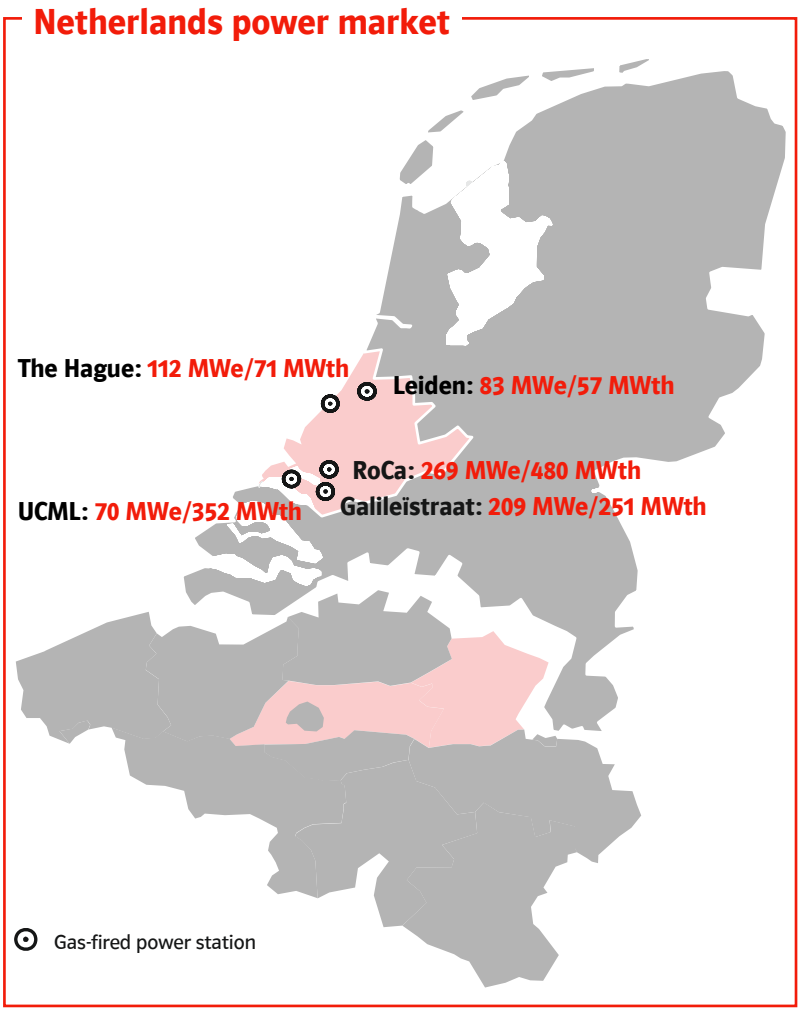 Netherlands power market
The Hague: 112 MWe/71 MWth
Leiden: 83 MWe/57 MWth
RoCa: 269 MWe/480 MWth
UCML: 70 MWe/352 MWth
Galileïstraat: 209 MWe/251 MWth
Gas-fired power station